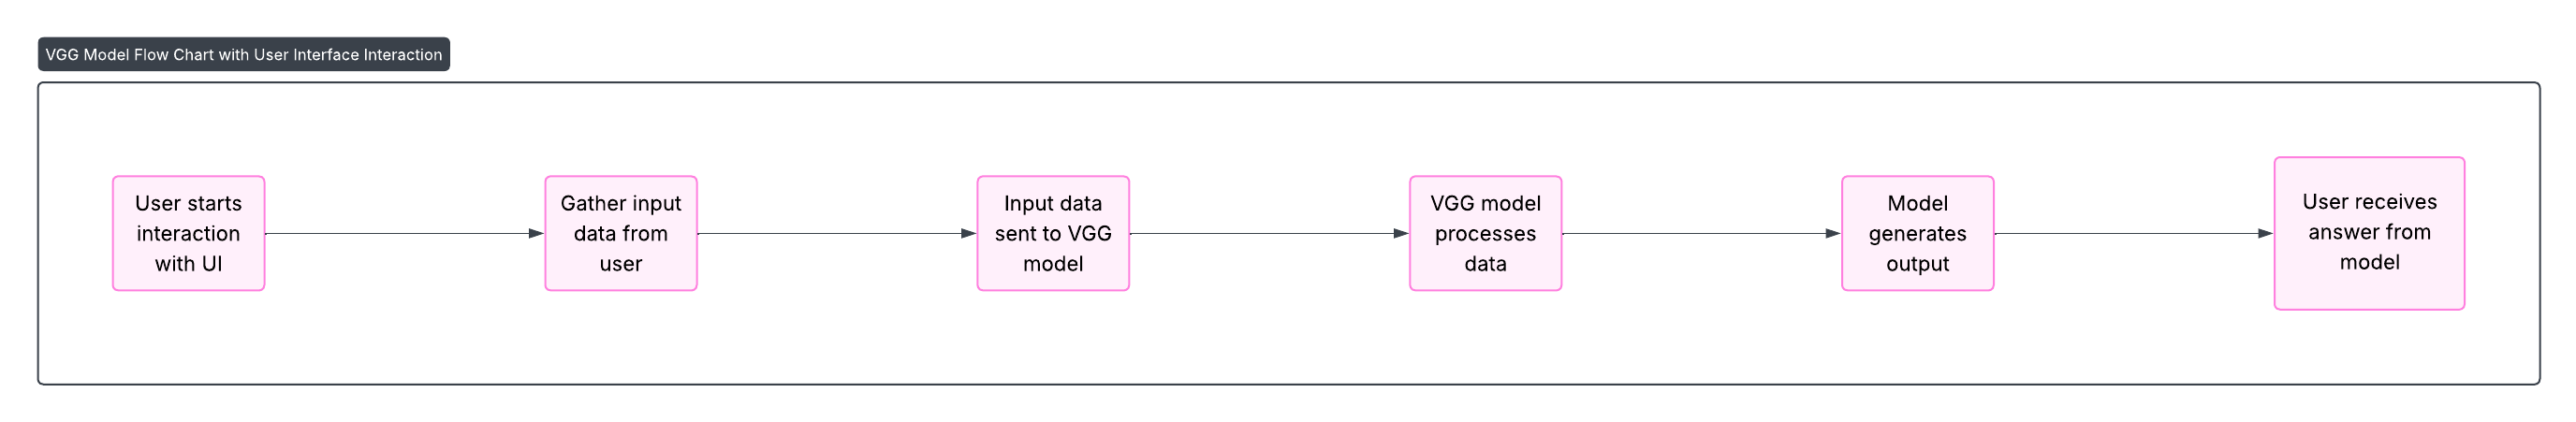 VGG Model Flow Chart with User Interface Interaction
User starts
interaction
with UI
Gather input
data from
user
Input data
sent to VGG
model
VGG model
processes
data
Model
generates
output
User receives
answer from
model